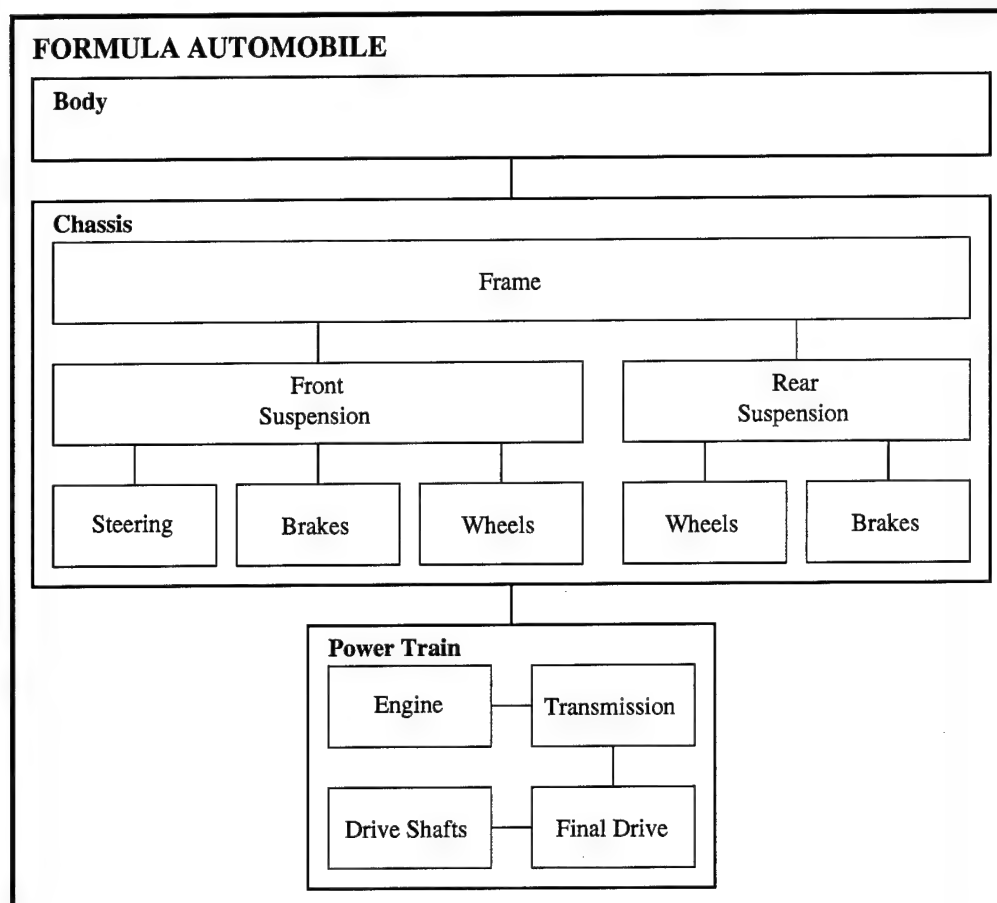 FORMULA AUTOMOBILE
Body
Chassis
Frame
Front
Suspension
Rear
Suspension
Steering
Brakes
Wheels
Wheels
Brakes
Power Train
Engine
Transmission
Drive Shafts
Final Drive